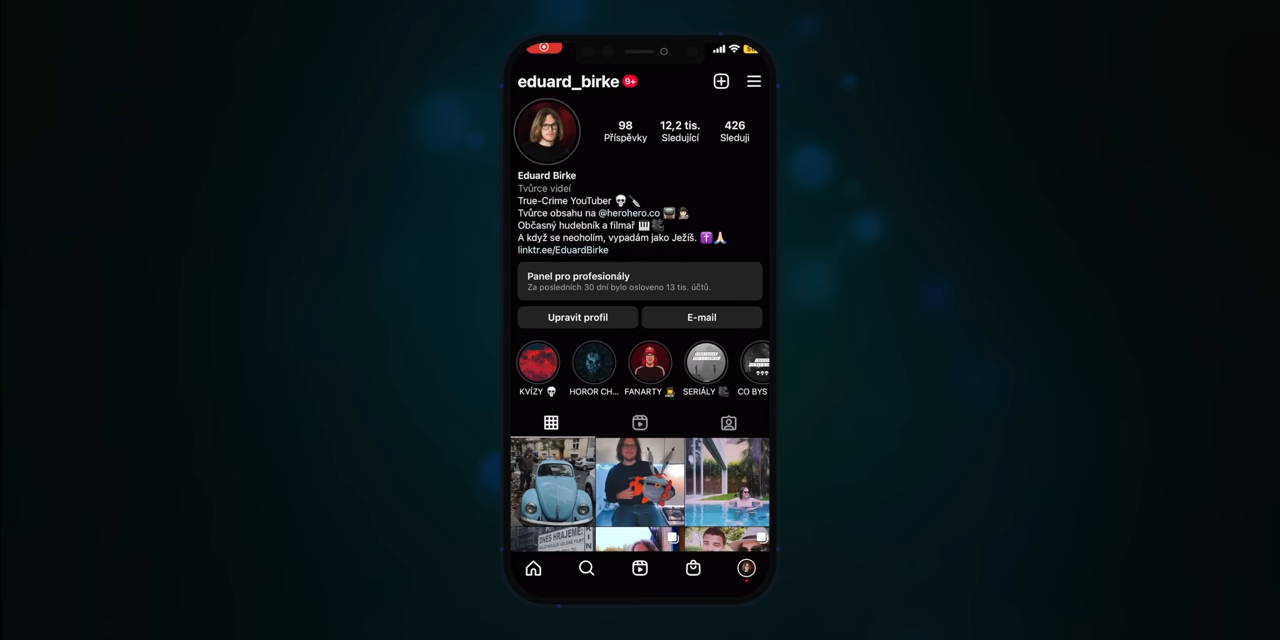 eduard_birke 9+
98
Příspěvky
12,2 tis.
Sledující
426
Sleduji
Eduard Birke
Tvůrce videí
True-Crime YouTuber 💀🔪
Tvůrce obsahu na @herohero.co
Občasný hudebník a filmař 🎹🎥
A když se neoholím, vypadám jako Ježíš. ✝️🙏
linktr.ee/EduardBirke
Panel pro profesionály
Za posledních 30 dní bylo osloveno 13 tis. účtů.
Upravit profil
E-mail
KVÍZY 💀
HOROR CH...
FANARTY
SERIÁLY 🎥
CO BYS
DNES HRAJEME: